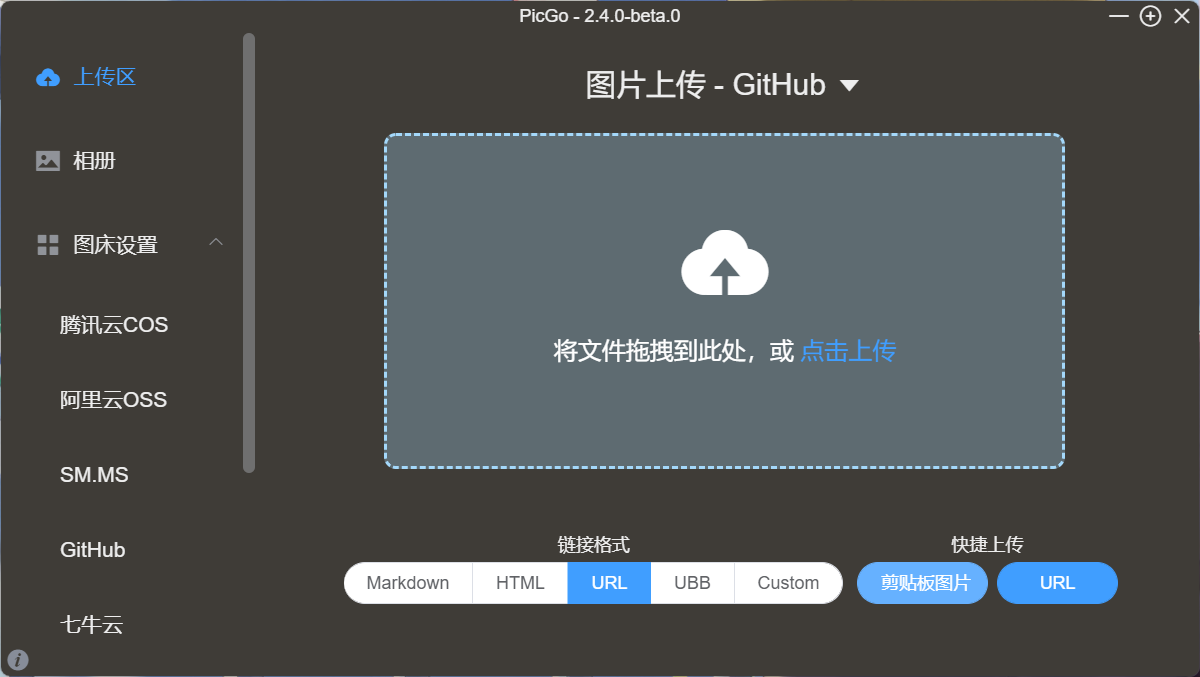 PicGo - 2.4.0-beta.0
上传区
相册
图床设置
腾讯云COS
阿里云OSS
SM.MS
GitHub
七牛云
图片上传 - GitHub
将文件拖拽到此处，或 点击上传
链接格式
Markdown HTML URL UBB Custom
快捷上传
剪贴板图片 URL